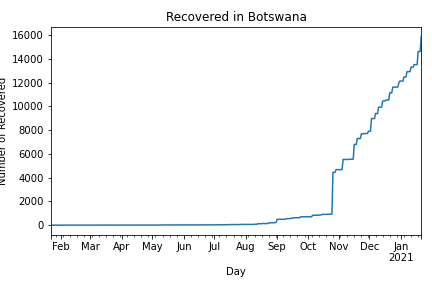 Recovered in Botswana
Number of Recovered
16000
14000
12000
10000
8000
6000
4000
2000
0
Feb Mar Apr May Jun Jul Aug Sep Oct Nov Dec Jan
2021
Day